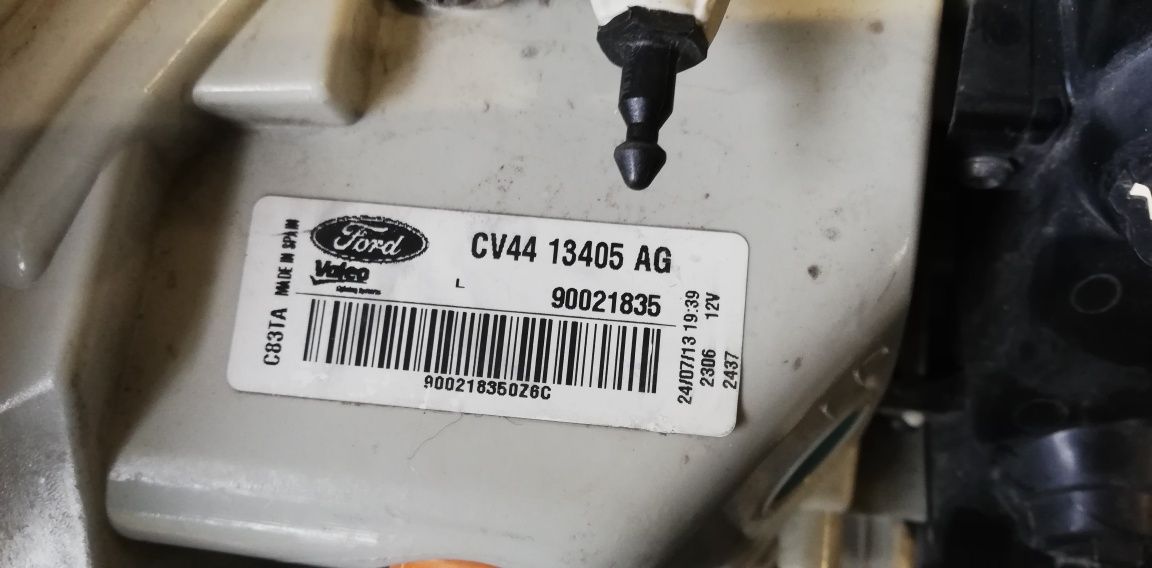 Ford
CV44 13405 AG
Valeo
L
90021835
900218350Z6C
C83TA MADE IN SPAIN
24/07/13 19:39
2306 12V
2437